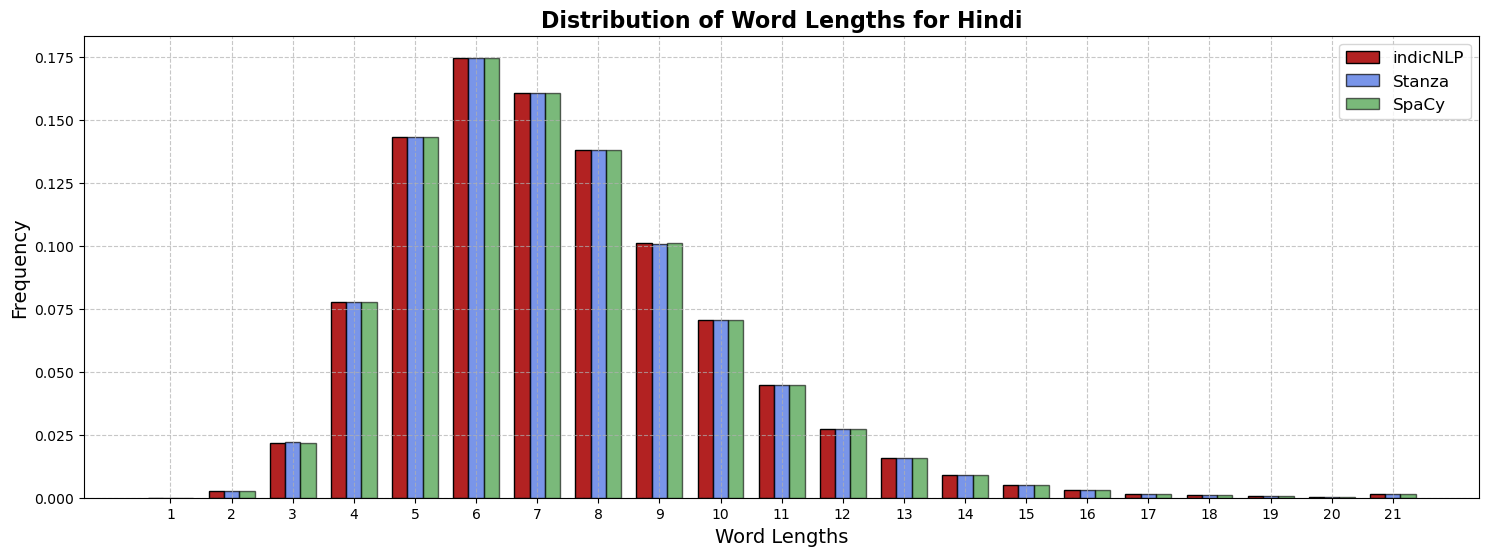 Distribution of Word Lengths for Hindi
indicNLP
Stanza
SpaCy
Frequency
0.175
0.150
0.125
0.100
0.075
0.050
0.025
0.000
1 2 3 4 5 6 7 8 9 10 11 12 13 14 15 16 17 18 19 20 21
Word Lengths